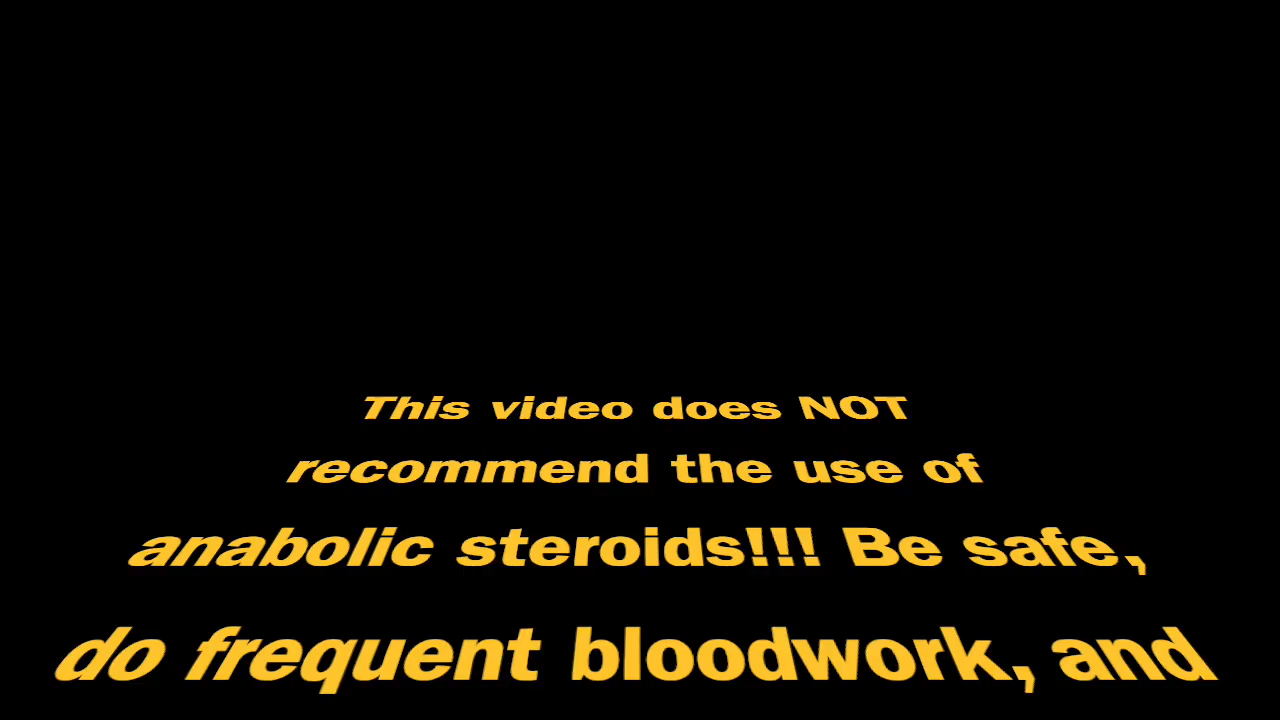 This video does NOT
recommend the use of
anabolic steroids!!! Be safe,
do frequent bloodwork, and